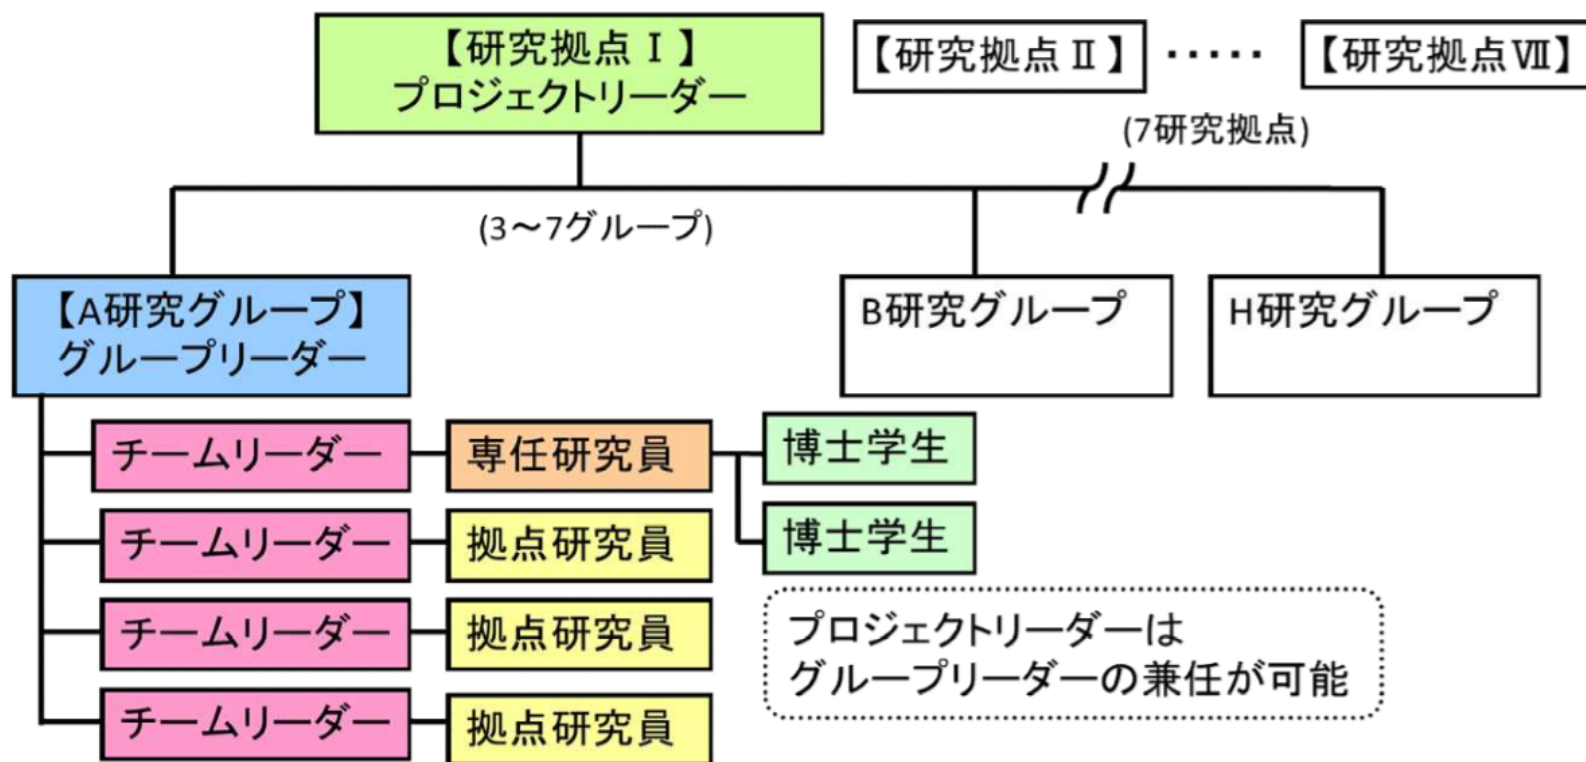 【研究拠点Ⅰ】
プロジェクトリーダー
【研究拠点Ⅱ】
・・・・・
【研究拠点Ⅶ】
(7研究拠点)
(3～7グループ)
【A研究グループ】
グループリーダー
B研究グループ
H研究グループ
チームリーダー
専任研究員
博士学生
チームリーダー
拠点研究員
博士学生
チームリーダー
拠点研究員
プロジェクトリーダーは
グループリーダーの兼任が可能
チームリーダー
拠点研究員